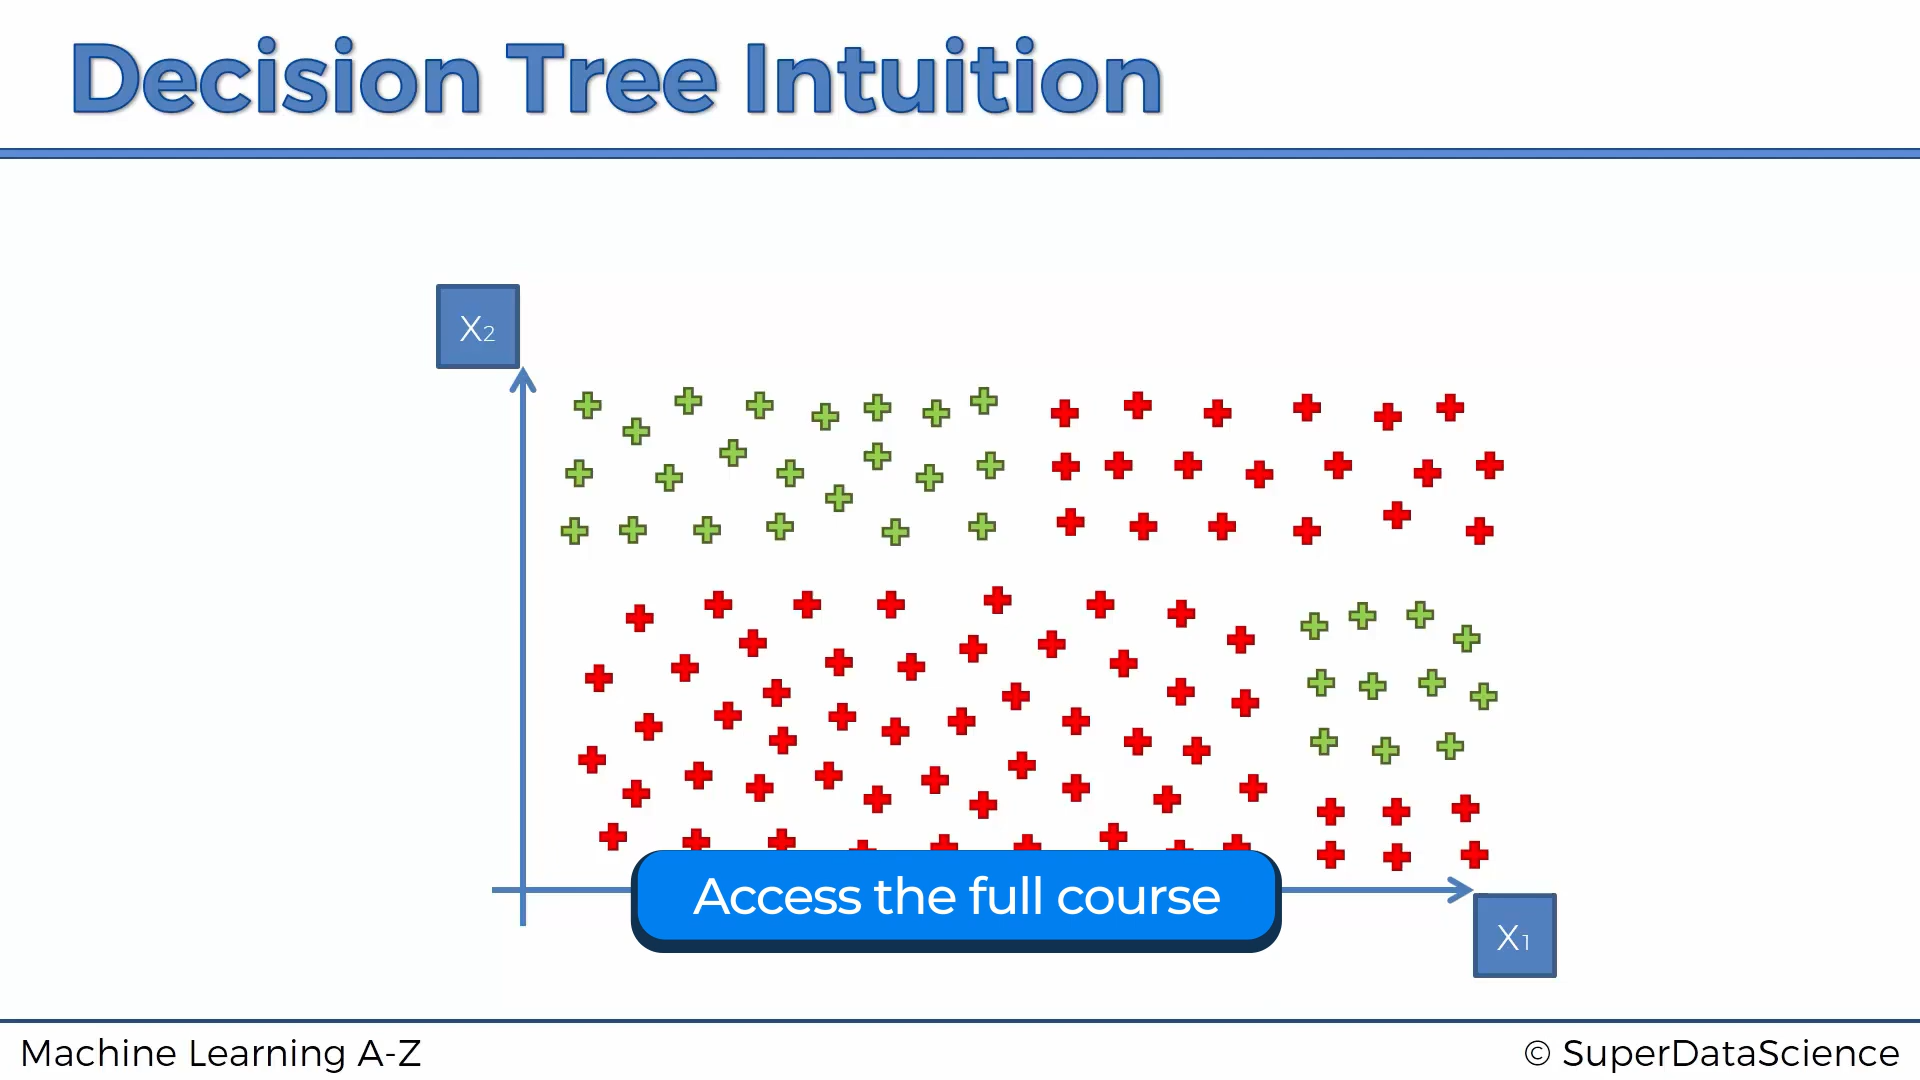 Decision Tree Intuition
X2
Access the full course
X1
Machine Learning A-Z
© SuperDataScience